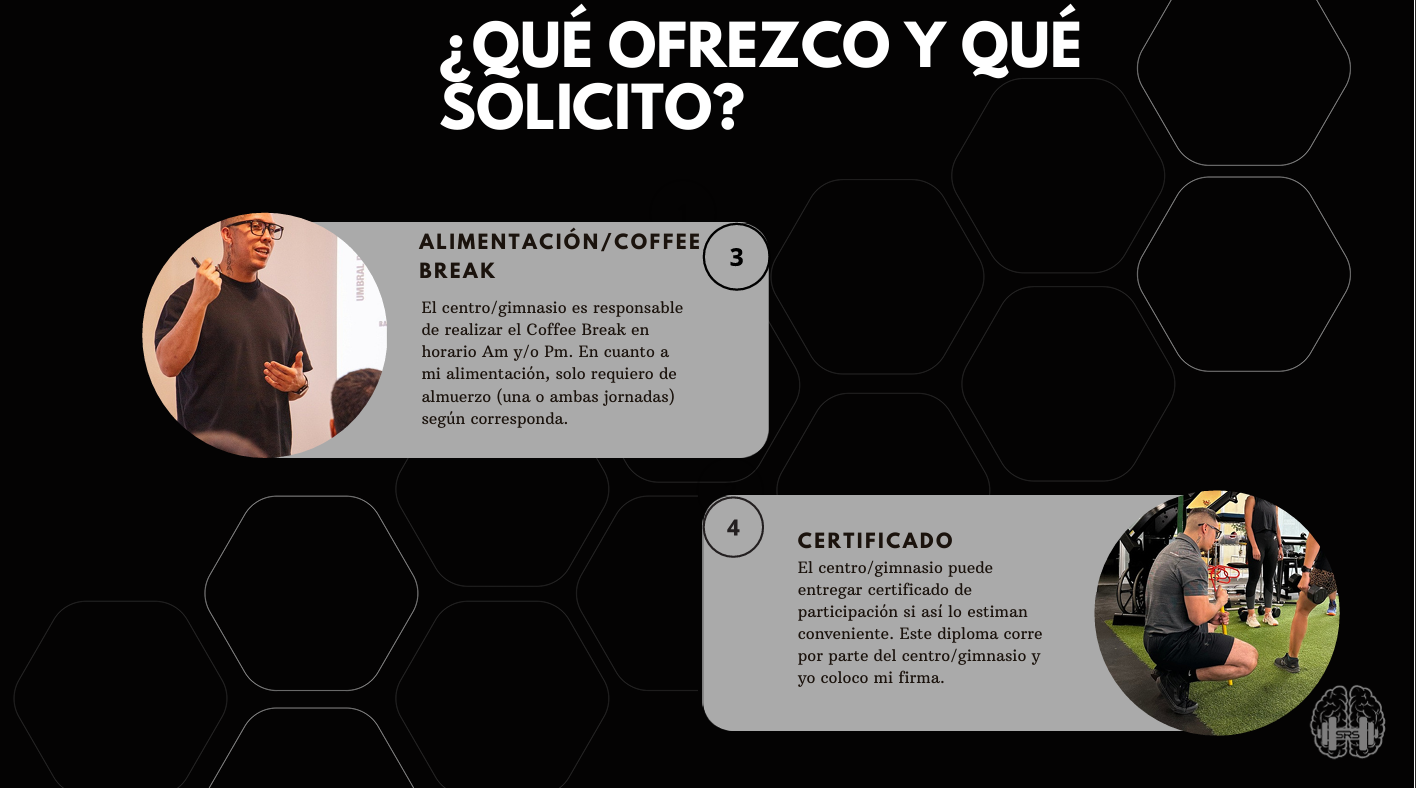 ¿QUÉ OFREZCO Y QUÉ
SOLICITO?
ALIMENTACIÓN/COFFEE
BREAK
3
El centro/gimnasio es responsable
de realizar el Coffee Break en
horario Am y/o Pm. En cuanto a
mi alimentación, solo requiero de
almuerzo (una o ambas jornadas)
según corresponda.
UMBRAL
4
CERTIFICADO
El centro/gimnasio puede
entregar certificado de
participación si así lo estiman
conveniente. Este diploma corre
por parte del centro/gimnasio y
yo coloco mi firma.
SRS